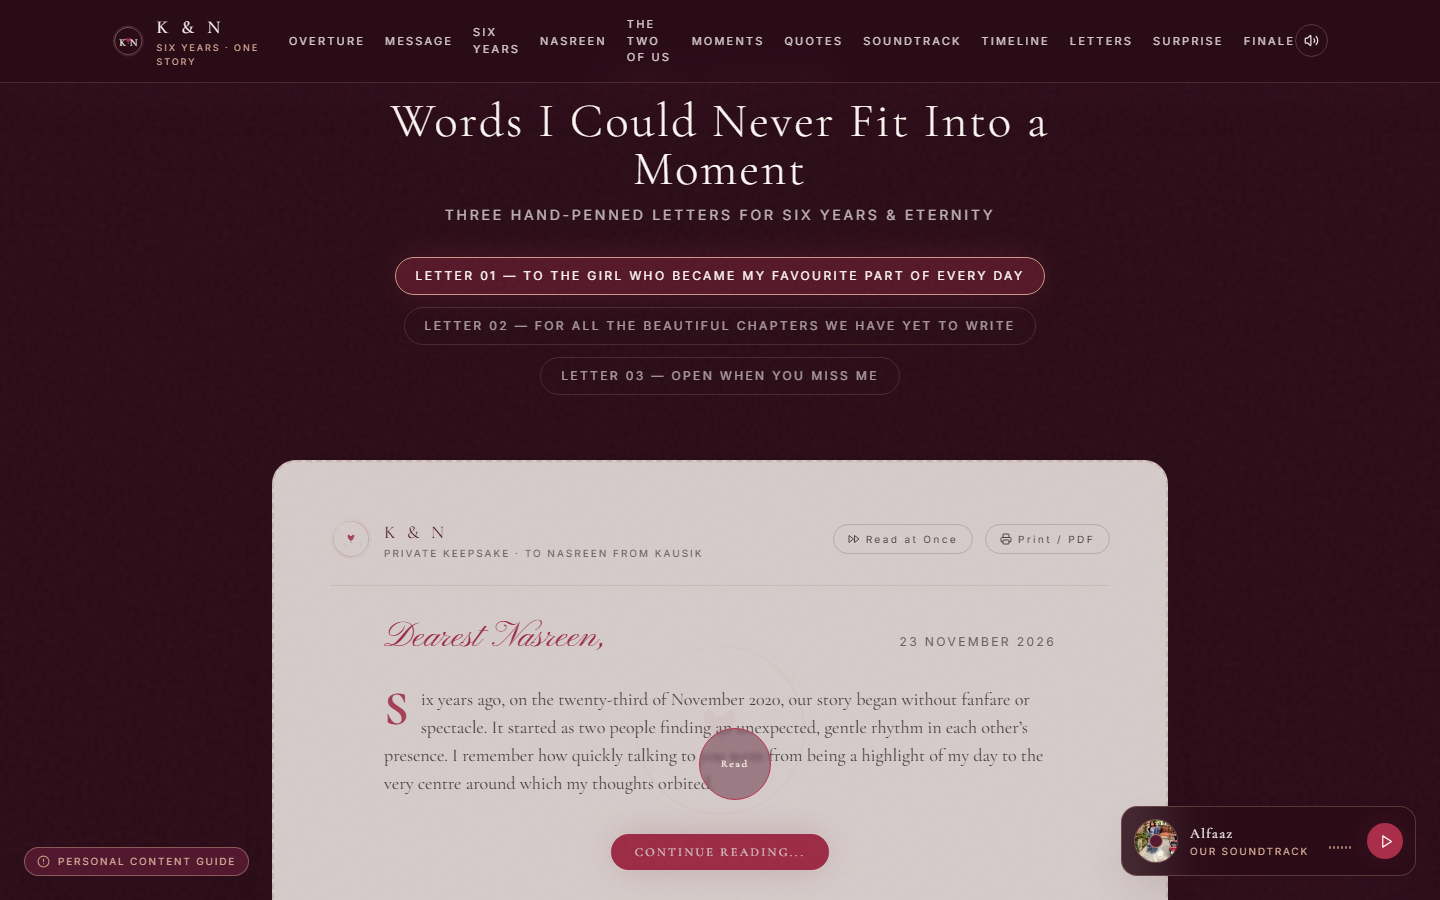 K & N
SIX YEARS · ONE
STORY
OVERTURE
MESSAGE
SIX
YEARS
NASREEN
THE
TWO
OF US
MOMENTS
QUOTES
SOUNDTRACK
TIMELINE
LETTERS
SURPRISE
FINALE
Words I Could Never Fit Into a
Moment
THREE HAND-PENNED LETTERS FOR SIX YEARS & ETERNITY
LETTER 01 — TO THE GIRL WHO BECAME MY FAVOURITE PART OF EVERY DAY
LETTER 02 — FOR ALL THE BEAUTIFUL CHAPTERS WE HAVE YET TO WRITE
LETTER 03 — OPEN WHEN YOU MISS ME
K & N
PRIVATE KEEPSAKE · TO NASREEN FROM KAUSIK
Read at Once
Print / PDF
Dearest Nasreen,
23 NOVEMBER 2026
Six years ago, on the twenty-third of November 2020, our story began without fanfare or
spectacle. It started as two people finding an unexpected, gentle rhythm in each other’s
presence. I remember how quickly talking to from being a highlight of my day to the
very centre around which my thoughts orbited
Read
CONTINUE READING...
PERSONAL CONTENT GUIDE
Alfaaz
OUR SOUNDTRACK